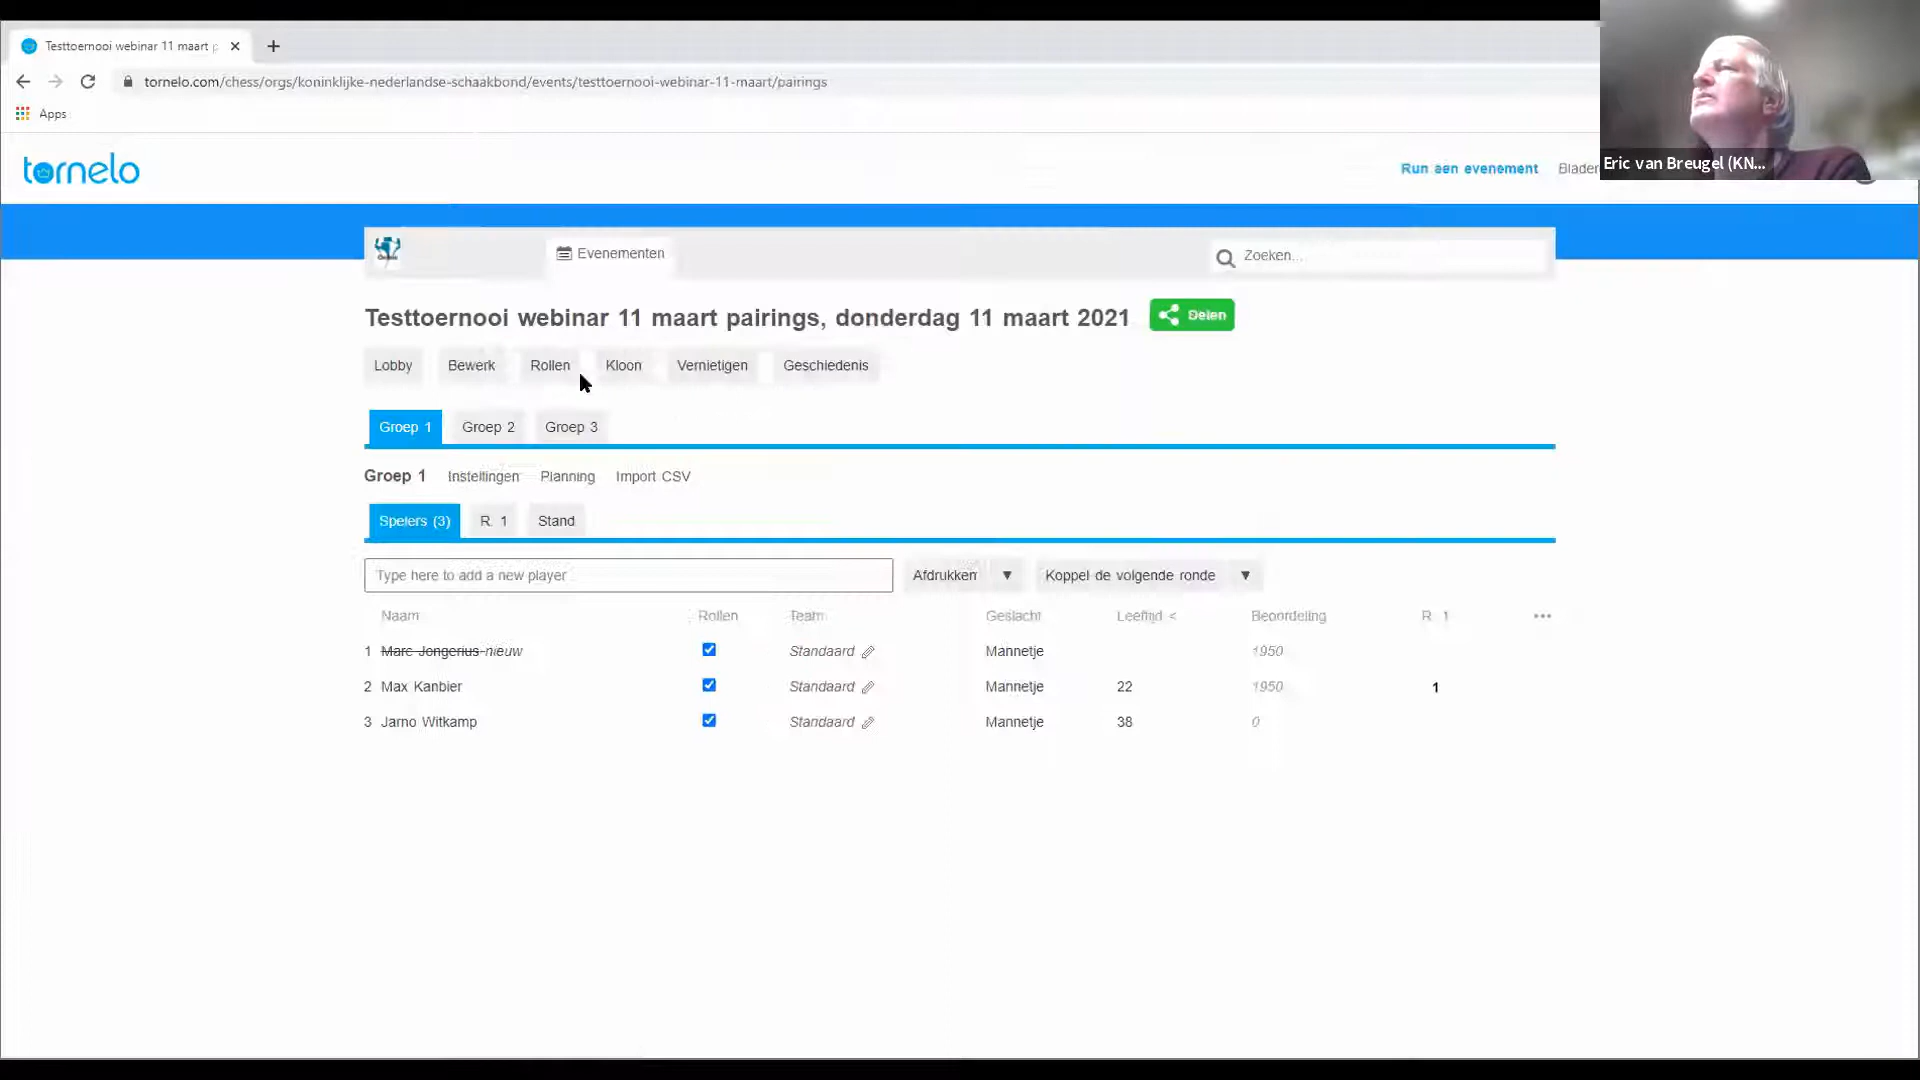 Testtoernooi webinar 11 maart p
tornelo.com/chess/orgs/koninklijke-nederlandse-schaakbond/events/testtoernooi-webinar-11-maart/pairings
Apps
Eric van Breugel (KN...
tornelo
Run aan evenement Blader
Evenementen
Zoeken...
Testtoernooi webinar 11 maart pairings, donderdag 11 maart 2021 Delen
Lobby Bewerk Rollen Kloon Vernietigen Geschiedenis
Groep 1 Groep 2 Groep 3
Groep 1 Instellingen Planning Import CSV
Spelers (3) R. 1 Stand
Type here to add a new player Afdrukken ▼ Koppel de volgende ronde ▼
Naam Rollen Team Geslacht Leeftijd < Beoordeling R. 1 •••
1 Marc Jongerius nieuw Standaard Mannetje 1950
2 Max Kanbier Standaard Mannetje 22 1950 1
3 Jarno Witkamp Standaard Mannetje 38 0